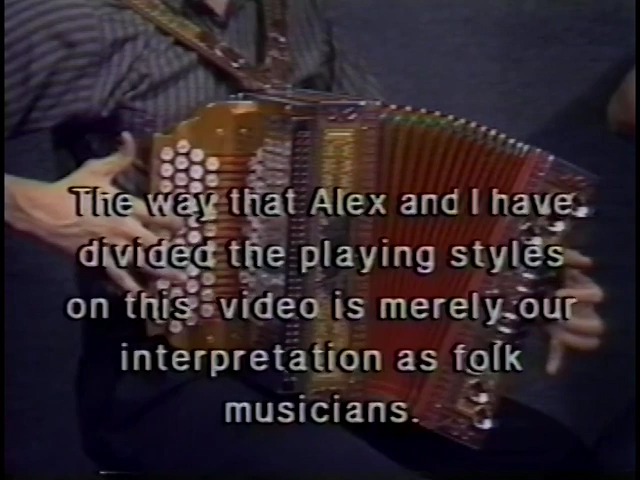 The way that Alex and I have
divided the playing styles
on this video is merely our
interpretation as folk
musicians.